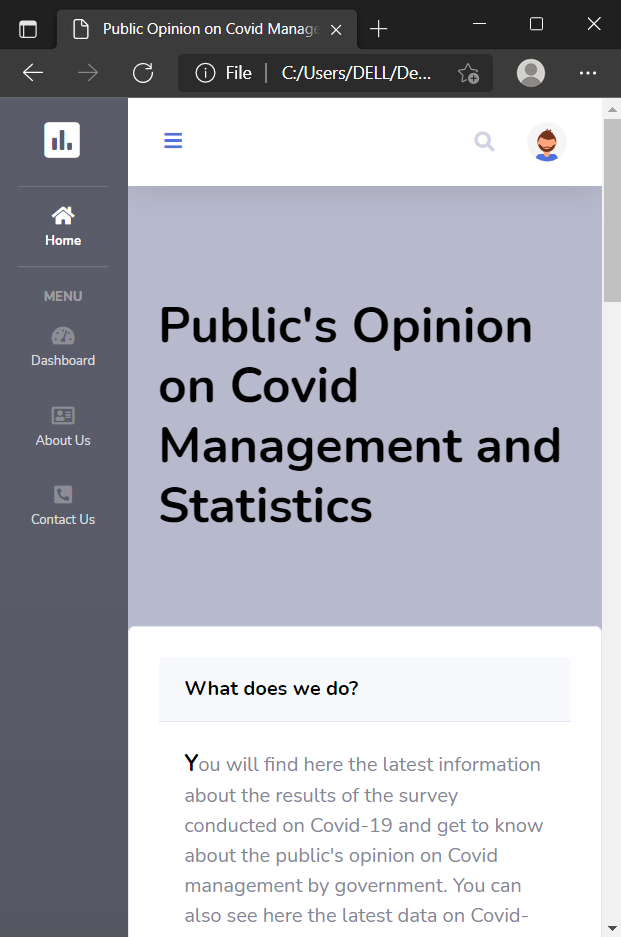 Public Opinion on Covid Manage
File
C:/Users/DELL/De...
Home
MENU
Dashboard
About Us
Contact Us
Public's Opinion
on Covid
Management and
Statistics
What does we do?
You will find here the latest information
about the results of the survey
conducted on Covid-19 and get to know
about the public's opinion on Covid
management by government. You can
also see here the latest data on Covid-